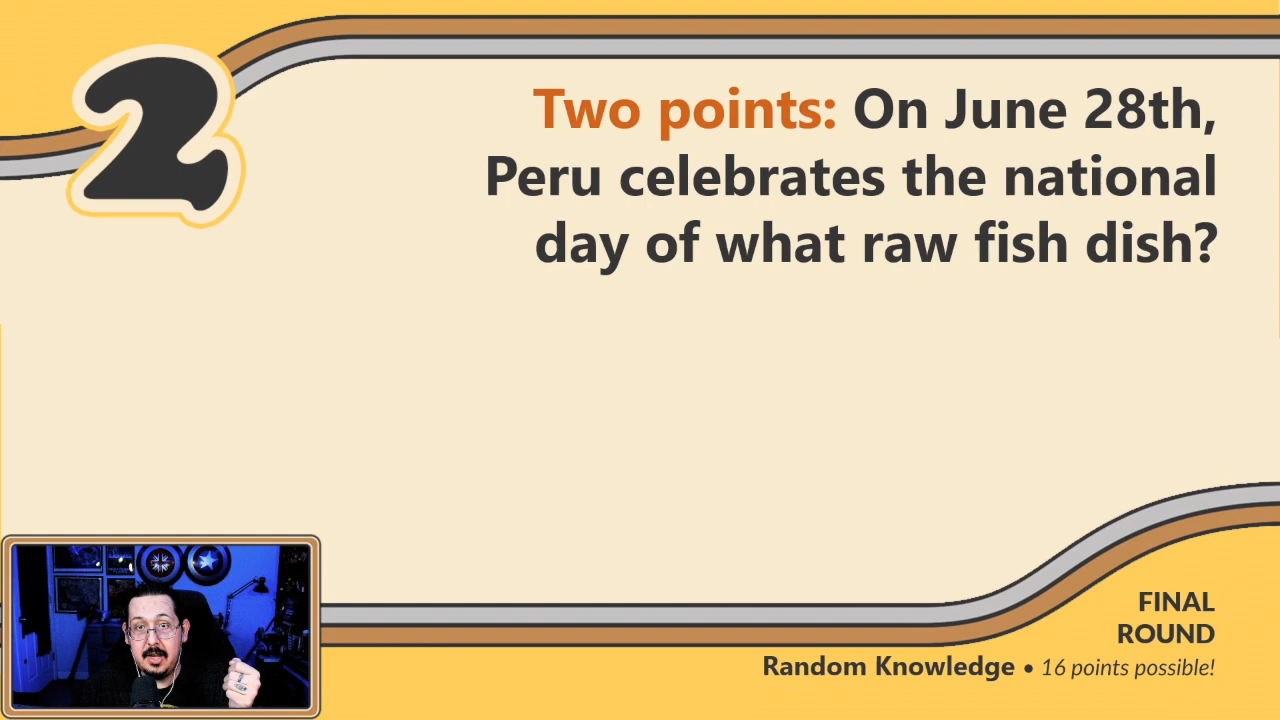 2
Two points: On June 28th,
Peru celebrates the national
day of what raw fish dish?
FINAL
ROUND
Random Knowledge • 16 points possible!